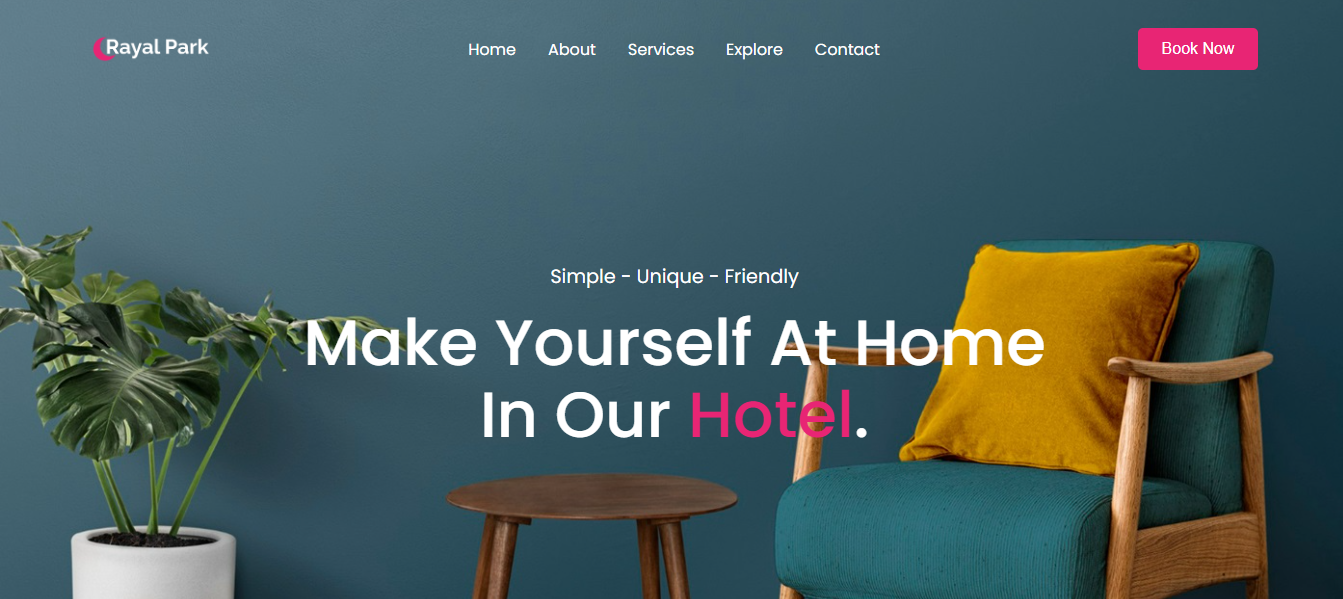 Rayal Park
Home About Services Explore Contact
Book Now
Simple - Unique - Friendly
Make Yourself At Home
In Our Hotel.